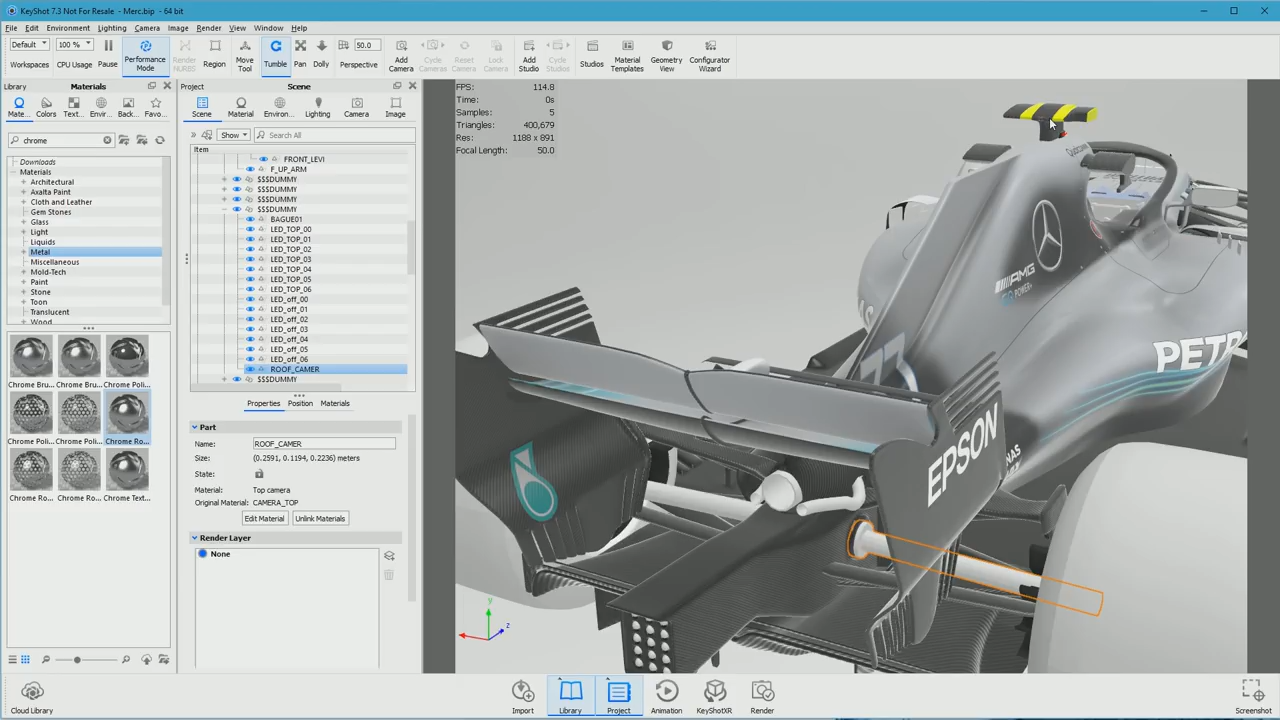 KeyShot 7.3 Not For Resale - Merc.bip - 64 bit
File Edit Environment Lighting Camera Image Render View Window Help
Default 100 % 50.0
Workspaces CPU Usage Pause Performance Mode Render NURBS Region Move Tool Tumble Pan Dolly Perspective Add Camera Cycle Cameras Reset Camera Lock Camera Add Studio Cycle Studios Studios Material Templates Geometry View Configurator Wizard
Library Materials
Mate... Colors Text... Envi... Back... Favo...
chrome
Downloads
Materials
Architectural
Axalta Paint
Cloth and Leather
Gem Stones
Glass
Light
Liquids
Metal
Miscellaneous
Mold-Tech
Paint
Stone
Toon
Translucent
Wood
Chrome Bru... Chrome Bru... Chrome Poli...
Chrome Poli... Chrome Poli... Chrome Ro...
Chrome Ro... Chrome Ro... Chrome Text...
Project Scene
Scene Material Environ... Lighting Camera Image
Show Search All
Item
FRONT_LEVI
F_UP_ARM
$$$DUMMY
$$$DUMMY
$$$DUMMY
$$$DUMMY
BAGUE01
LED_TOP_00
LED_TOP_01
LED_TOP_02
LED_TOP_03
LED_TOP_04
LED_TOP_05
LED_TOP_06
LED_off_00
LED_off_01
LED_off_02
LED_off_03
LED_off_04
LED_off_05
LED_off_06
ROOF_CAMER
$$$DUMMY
Properties Position Materials
Part
Name: ROOF_CAMER
Size: (0.2591, 0.1194, 0.2236) meters
State:
Material: Top camera
Original Material: CAMERA_TOP
Edit Material Unlink Materials
Render Layer
None
FPS: 114.8
Time: 0s
Samples: 5
Triangles: 400,679
Res: 1188 x 891
Focal Length: 50.0
Qualcomm
AMG
POWER
77
PETRO
EPSON
y
z
Cloud Library Import Library Project Animation KeyShotXR Render Screenshot